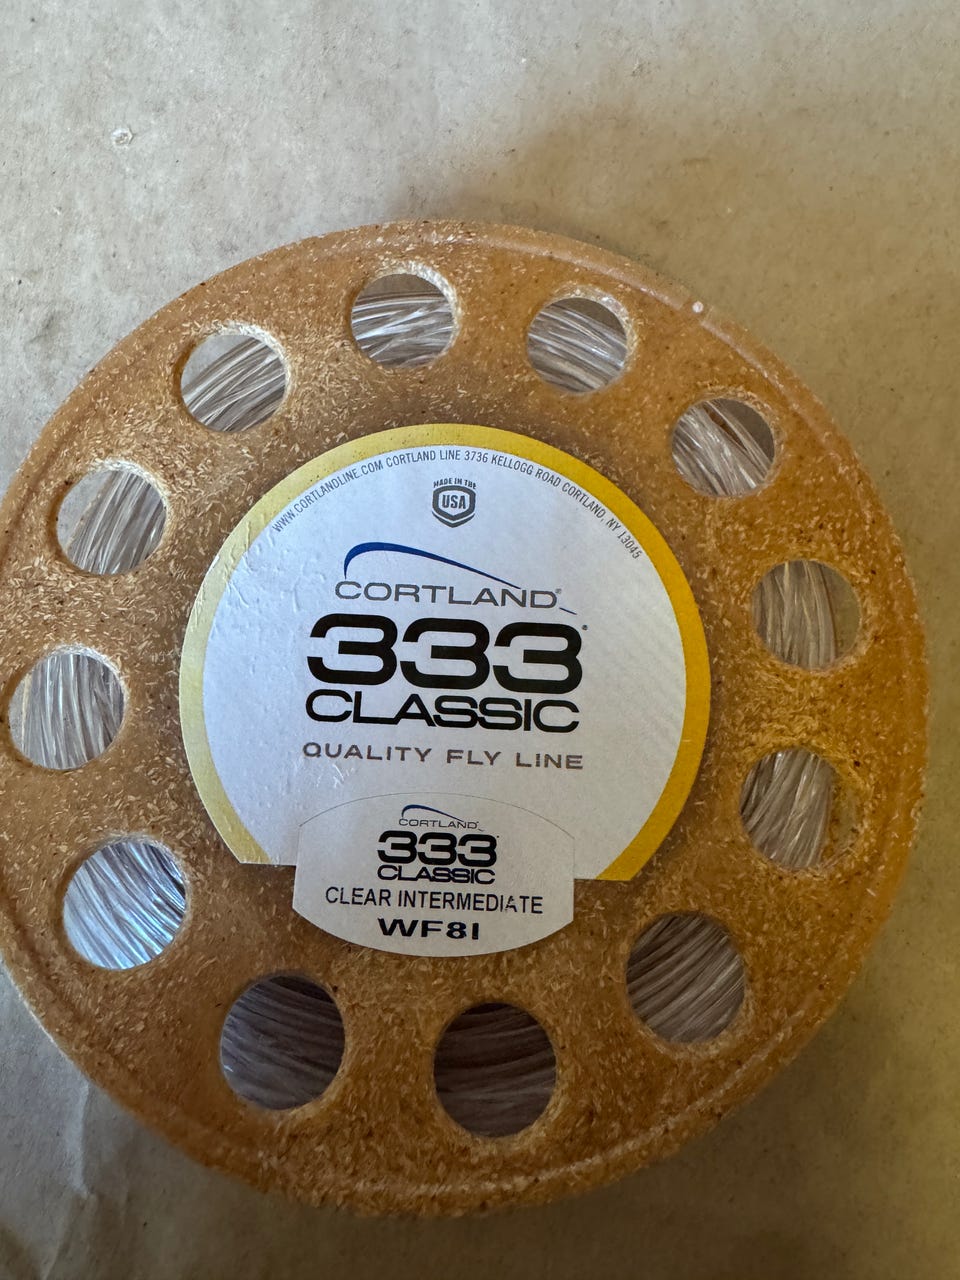 WWW.CORTLANDLINE.COM CORTLAND LINE 3736 KELLOGG ROAD CORTLAND, NY 13045
MADE IN THE
USA
CORTLAND®
333®
CLASSIC
QUALITY FLY LINE
CORTLAND
333
CLASSIC
CLEAR INTERMEDIATE
WF8I